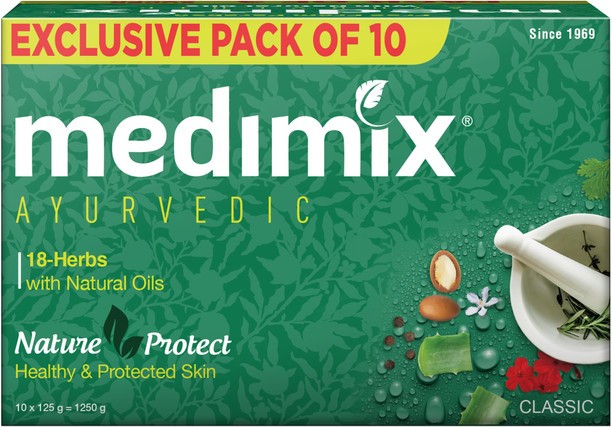 EXCLUSIVE PACK OF 10
Since 1969
medimix®
AYURVEDIC
18-Herbs
with Natural Oils
Nature Protect
Healthy & Protected Skin
10 x 125 g = 1250 g
CLASSIC